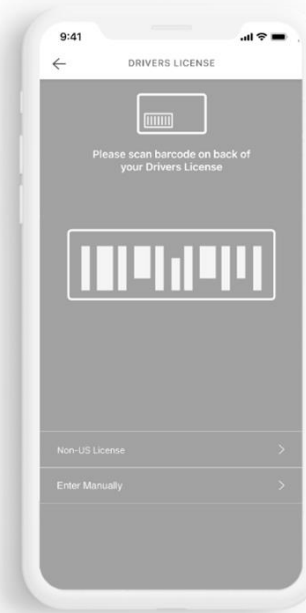 9:41
DRIVERS LICENSE
Please scan barcode on back of
your Drivers License
Non-US License
Enter Manually